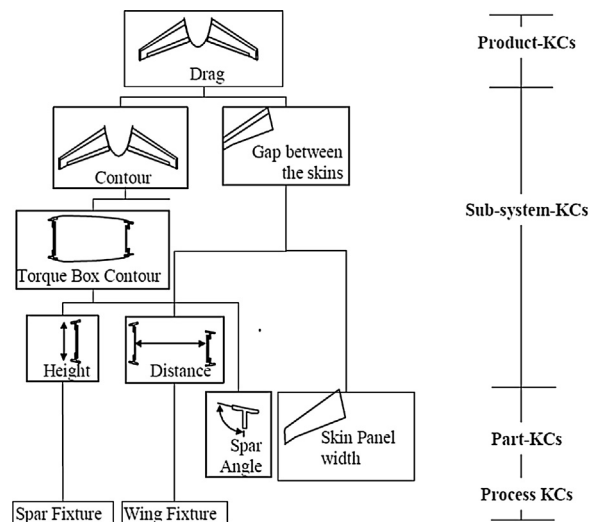 Drag
Product-KCs
Contour
Gap between
the skins
Sub-system-KCs
Torque Box Contour
Height
Distance
Spar
Angle
Skin Panel
width
Part-KCs
Process KCs
Spar Fixture
Wing Fixture